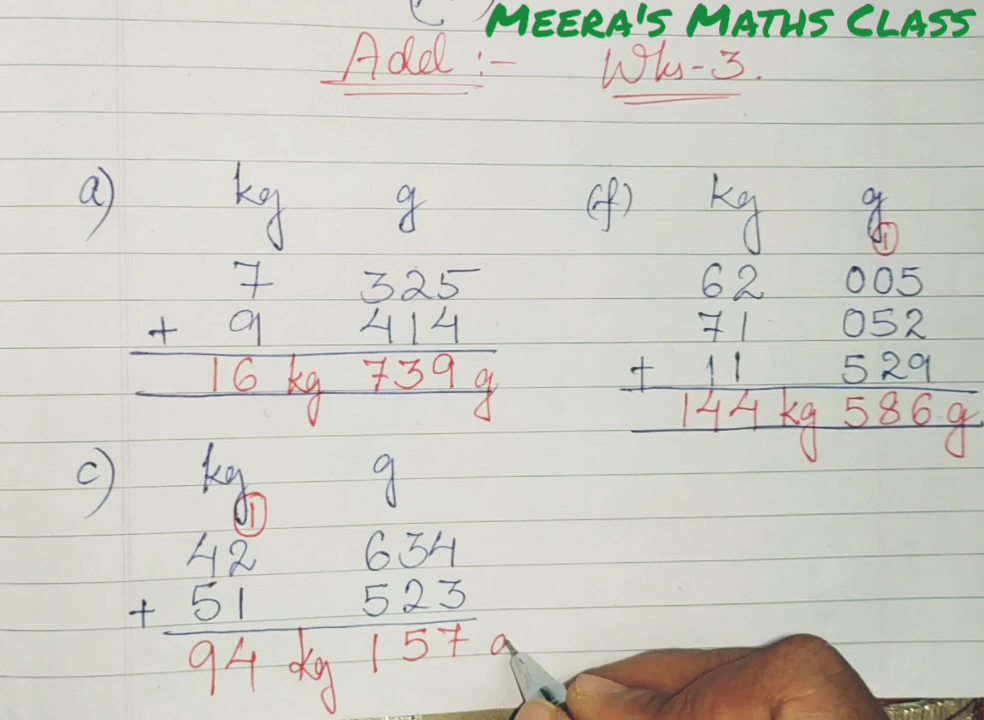 MEERA'S MATHS CLASS
Add :- Wks-3.
a) kg g
7 325
+ 9 414
16 kg 739 g
(f) kg g
1
62 005
71 052
+ 11 529
144 kg 586 g
c) kg g
1
42 634
+ 51 523
94 kg 157 g